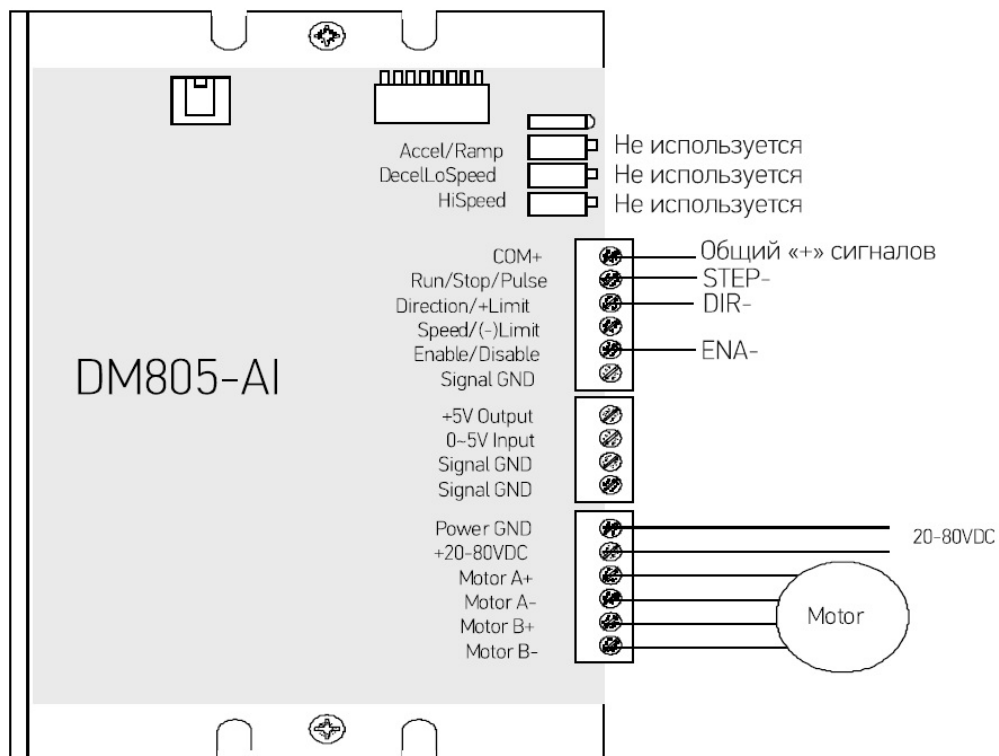 Accel/Ramp Не используется
DecelLoSpeed Не используется
HiSpeed Не используется
COM+ Общий «+» сигналов
Run/Stop/Pulse STEP-
Direction/+Limit DIR-
Speed/(-)Limit
Enable/Disable ENA-
Signal GND
DM805-AI
+5V Output
0~5V Input
Signal GND
Signal GND
Power GND 20-80VDC
+20-80VDC
Motor A+
Motor A-
Motor B+
Motor B-
Motor